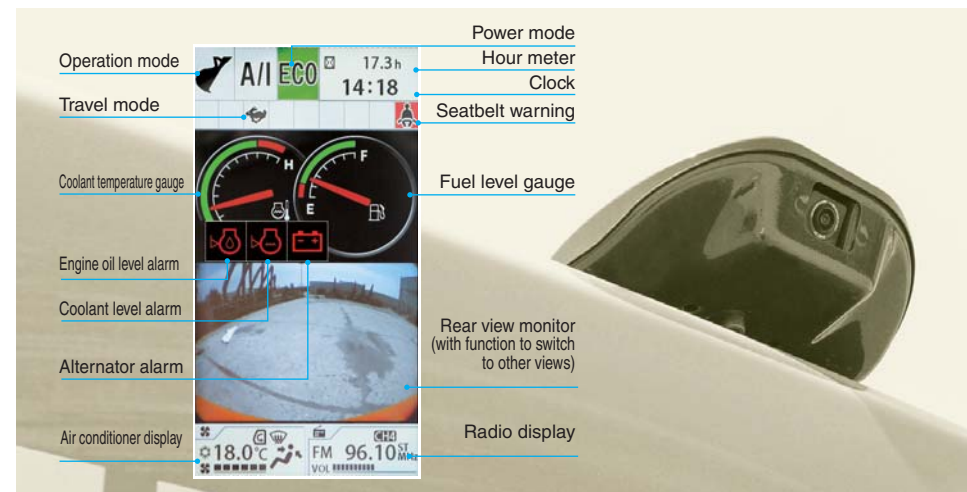 Power mode
Operation mode
Hour meter
A/I ECO 17.3h
Clock
14:18
Travel mode
Seatbelt warning
H F
Coolant temperature gauge
Fuel level gauge
E
Engine oil level alarm
Coolant level alarm
Rear view monitor
(with function to switch
to other views)
Alternator alarm
Air conditioner display
Radio display
CH4
18.0℃ FM 96.10 ST
MHz
VOL